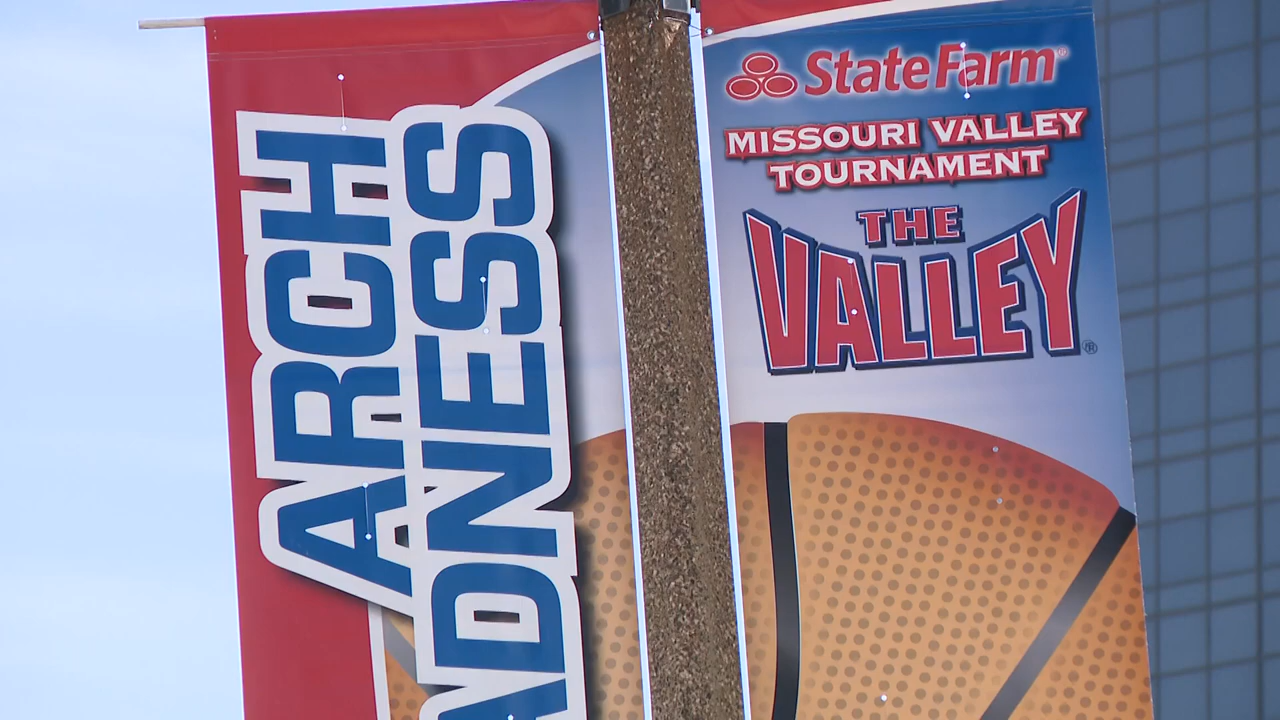 ARCH
ADNESS
StateFarm®
MISSOURI VALLEY
TOURNAMENT
THE
VALLEY®